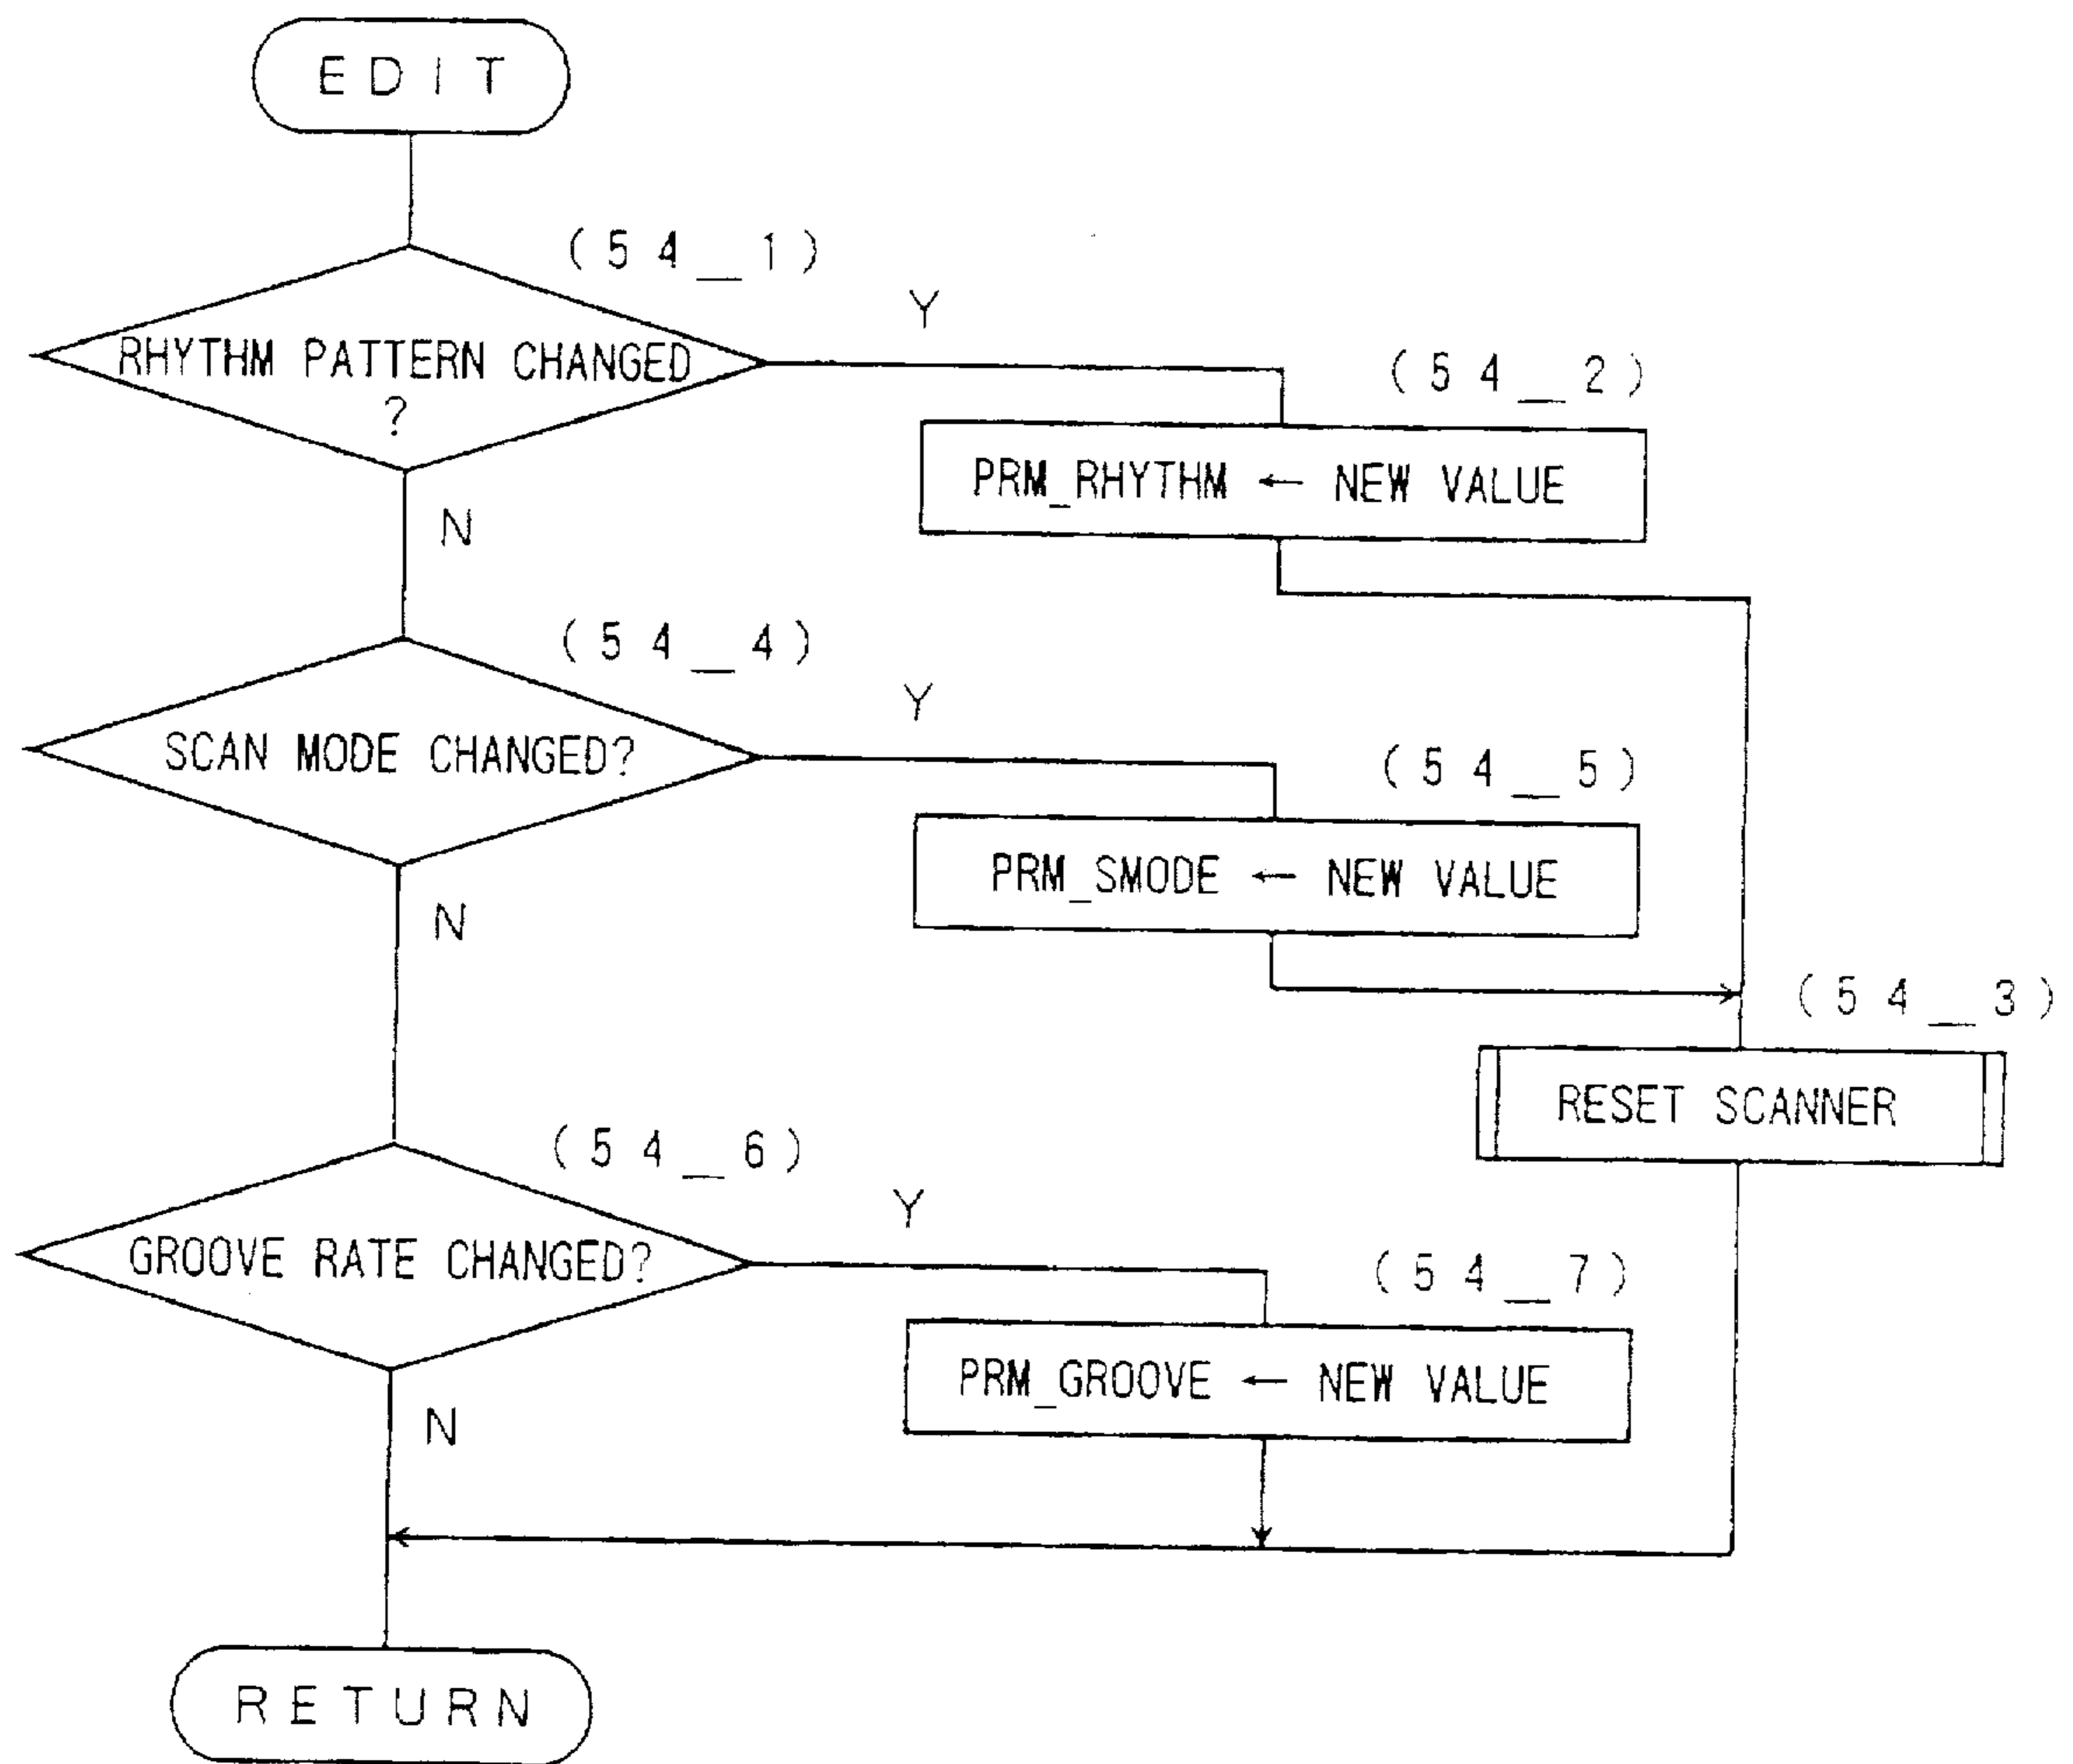 EDIT
(54_1)
RHYTHM PATTERN CHANGED
?
Y
(54_2)
PRM_RHYTHM ← NEW VALUE
N
(54_4)
SCAN MODE CHANGED?
Y
(54_5)
PRM_SMODE ← NEW VALUE
N
(54_3)
RESET SCANNER
(54_6)
GROOVE RATE CHANGED?
Y
(54_7)
PRM_GROOVE ← NEW VALUE
N
RETURN